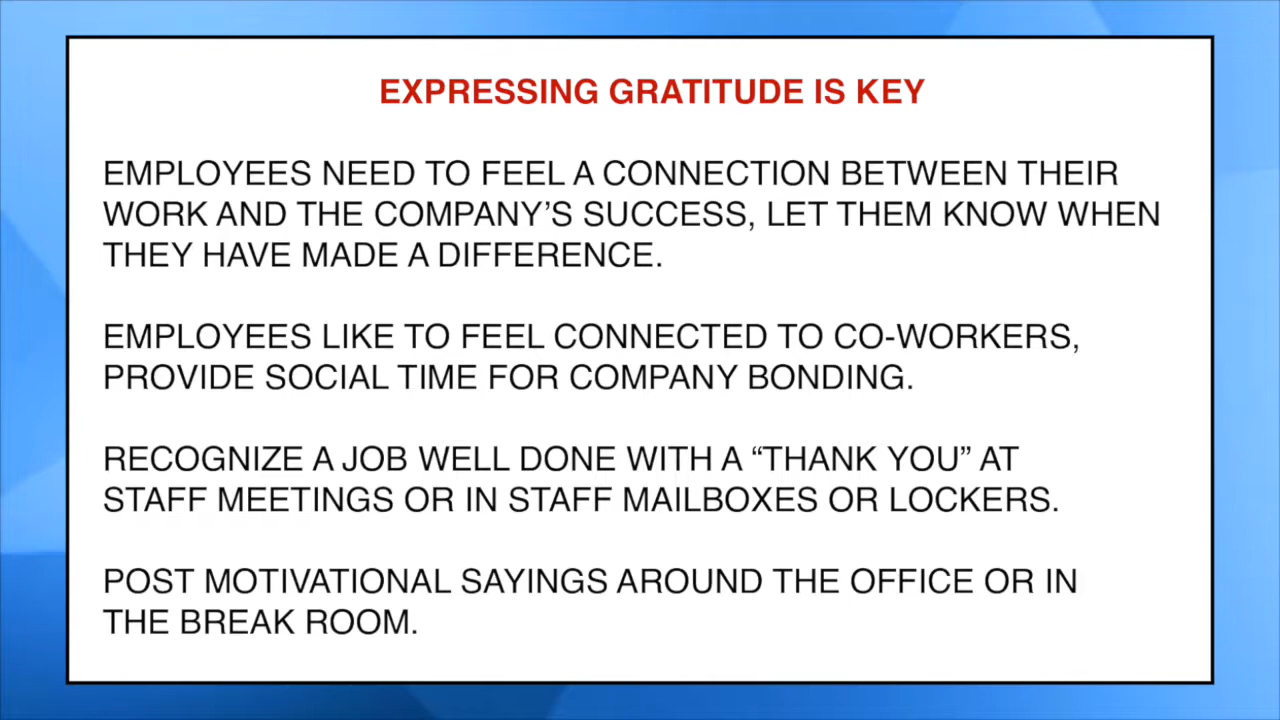 EXPRESSING GRATITUDE IS KEY
EMPLOYEES NEED TO FEEL A CONNECTION BETWEEN THEIR
WORK AND THE COMPANY’S SUCCESS, LET THEM KNOW WHEN
THEY HAVE MADE A DIFFERENCE.
EMPLOYEES LIKE TO FEEL CONNECTED TO CO-WORKERS,
PROVIDE SOCIAL TIME FOR COMPANY BONDING.
RECOGNIZE A JOB WELL DONE WITH A “THANK YOU” AT
STAFF MEETINGS OR IN STAFF MAILBOXES OR LOCKERS.
POST MOTIVATIONAL SAYINGS AROUND THE OFFICE OR IN
THE BREAK ROOM.